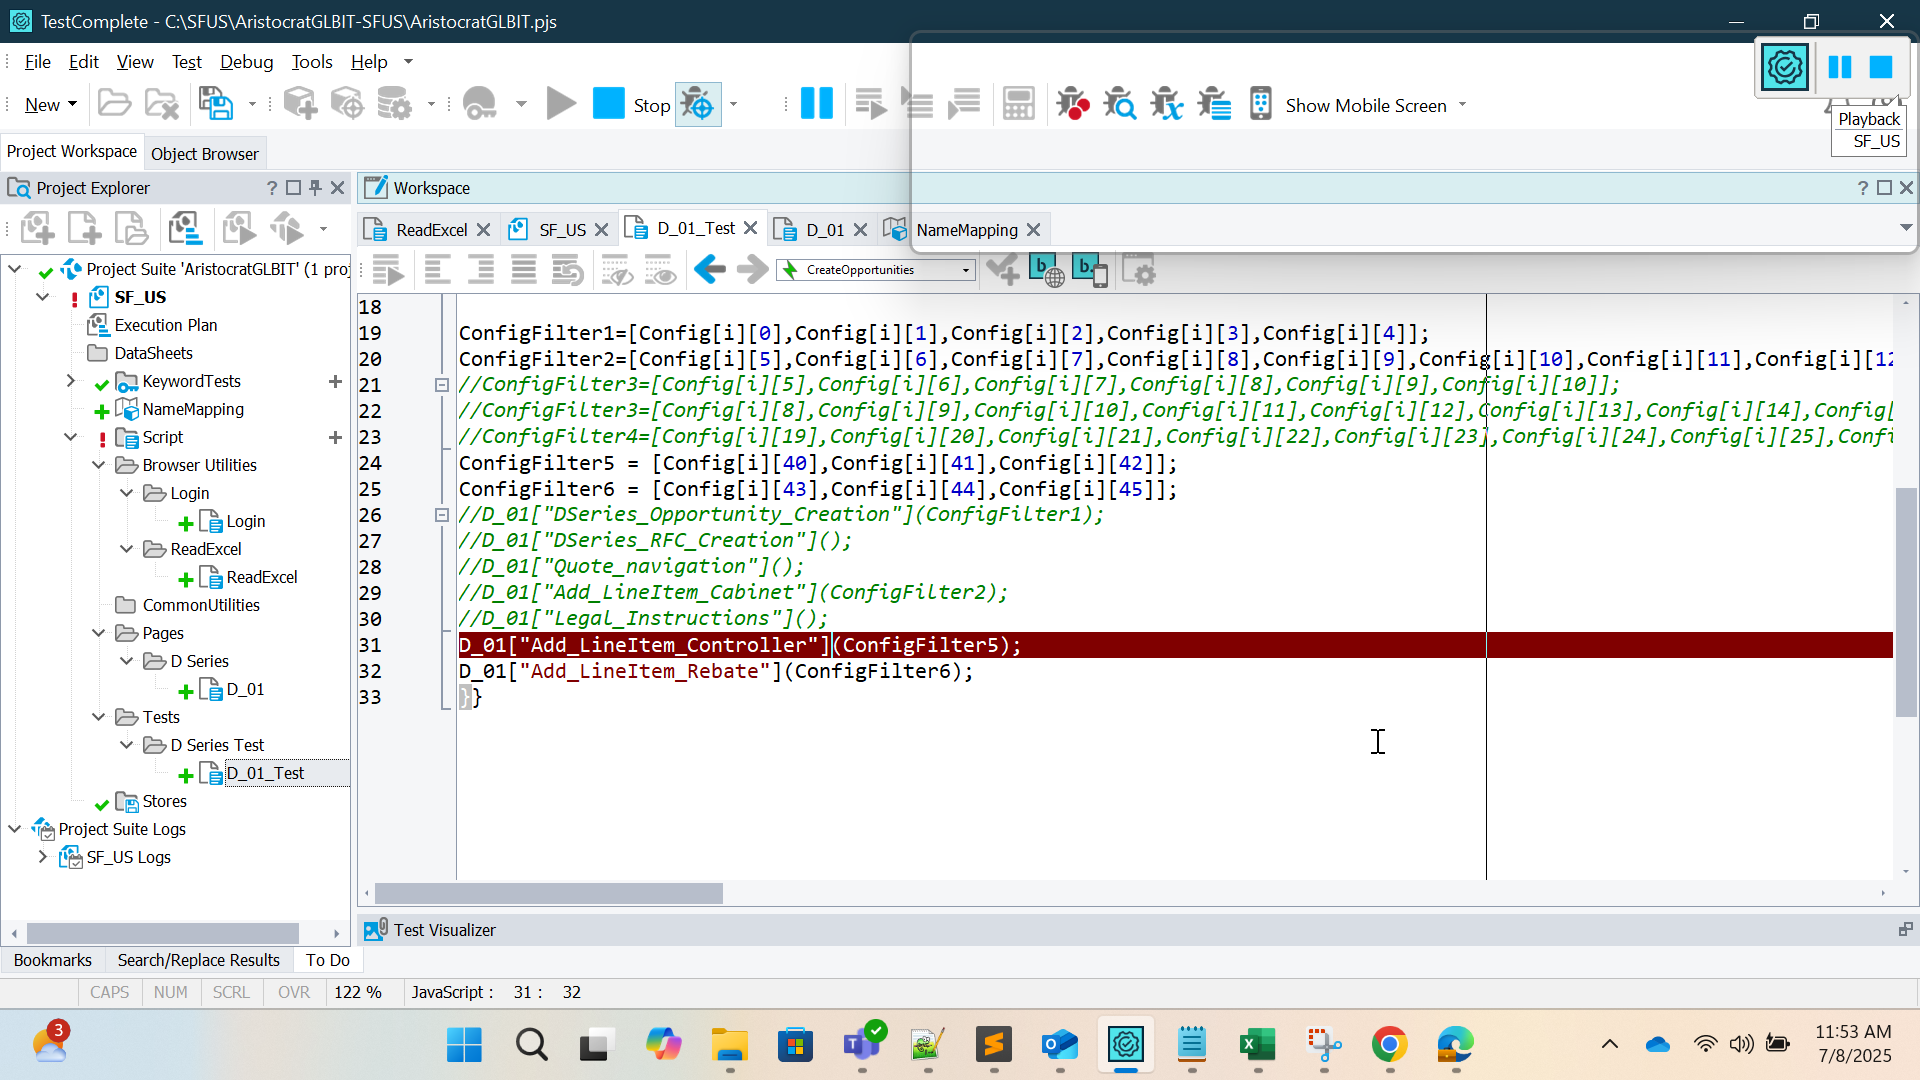 TestComplete - C:\SFUS\AristocratGLBIT-SFUS\AristocratGLBIT.pjs
File Edit View Test Debug Tools Help
New Stop Show Mobile Screen
Playback
SF_US
Project Workspace Object Browser
Project Explorer ?
Workspace ?
ReadExcel SF_US D_01_Test D_01 NameMapping
CreateOpportunities
b b.
Project Suite 'AristocratGLBIT' (1 proj
SF_US
Execution Plan
DataSheets
KeywordTests
NameMapping
Script
Browser Utilities
Login
Login
ReadExcel
ReadExcel
CommonUtilities
Pages
D Series
D_01
Tests
D Series Test
D_01_Test
Stores
Project Suite Logs
SF_US Logs
18
19 ConfigFilter1=[Config[i][0],Config[i][1],Config[i][2],Config[i][3],Config[i][4]];
20 ConfigFilter2=[Config[i][5],Config[i][6],Config[i][7],Config[i][8],Config[i][9],Config[i][10],Config[i][11],Config[i][12
21 //ConfigFilter3=[Config[i][5],Config[i][6],Config[i][7],Config[i][8],Config[i][9],Config[i][10]];
22 //ConfigFilter3=[Config[i][8],Config[i][9],Config[i][10],Config[i][11],Config[i][12],Config[i][13],Config[i][14],Config[
23 //ConfigFilter4=[Config[i][19],Config[i][20],Config[i][21],Config[i][22],Config[i][23],Config[i][24],Config[i][25],Confi
24 ConfigFilter5 = [Config[i][40],Config[i][41],Config[i][42]];
25 ConfigFilter6 = [Config[i][43],Config[i][44],Config[i][45]];
26 //D_01["DSeries_Opportunity_Creation"](ConfigFilter1);
27 //D_01["DSeries_RFC_Creation"]();
28 //D_01["Quote_navigation"]();
29 //D_01["Add_LineItem_Cabinet"](ConfigFilter2);
30 //D_01["Legal_Instructions"]();
31 D_01["Add_LineItem_Controller"](ConfigFilter5);
32 D_01["Add_LineItem_Rebate"](ConfigFilter6);
33 }}
Test Visualizer
Bookmarks Search/Replace Results To Do
CAPS NUM SCRL OVR 122 % JavaScript : 31 : 32
3
11:53 AM
7/8/2025